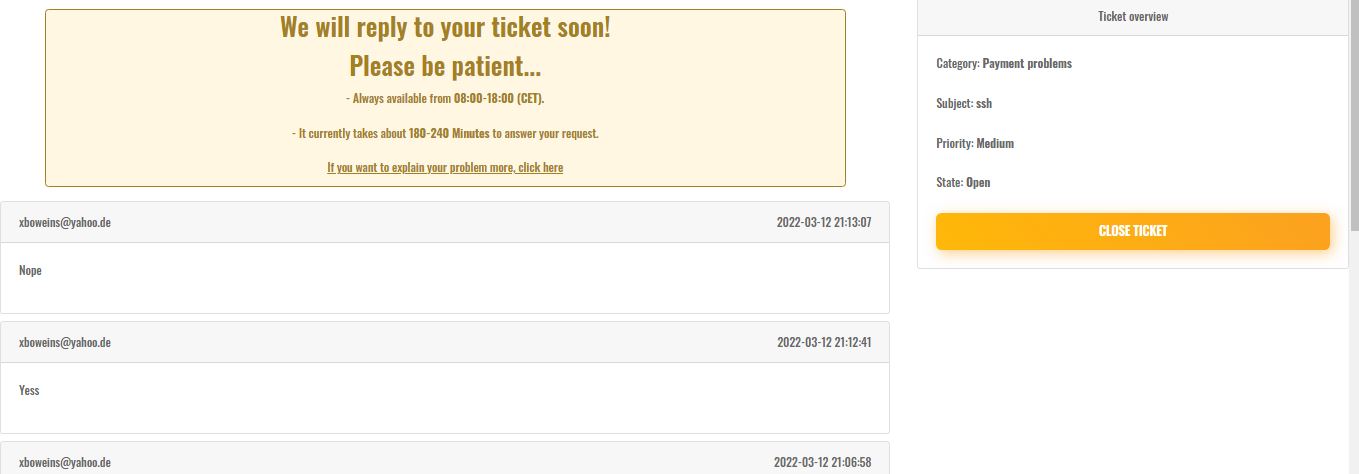 We will reply to your ticket soon!
Please be patient...
- Always available from 08:00-18:00 (CET).
- It currently takes about 180-240 Minutes to answer your request.
If you want to explain your problem more, click here
xboweins@yahoo.de 2022-03-12 21:13:07
Nope
xboweins@yahoo.de 2022-03-12 21:12:41
Yess
xboweins@yahoo.de 2022-03-12 21:06:58
Ticket overview
Category: Payment problems
Subject: ssh
Priority: Medium
State: Open
CLOSE TICKET